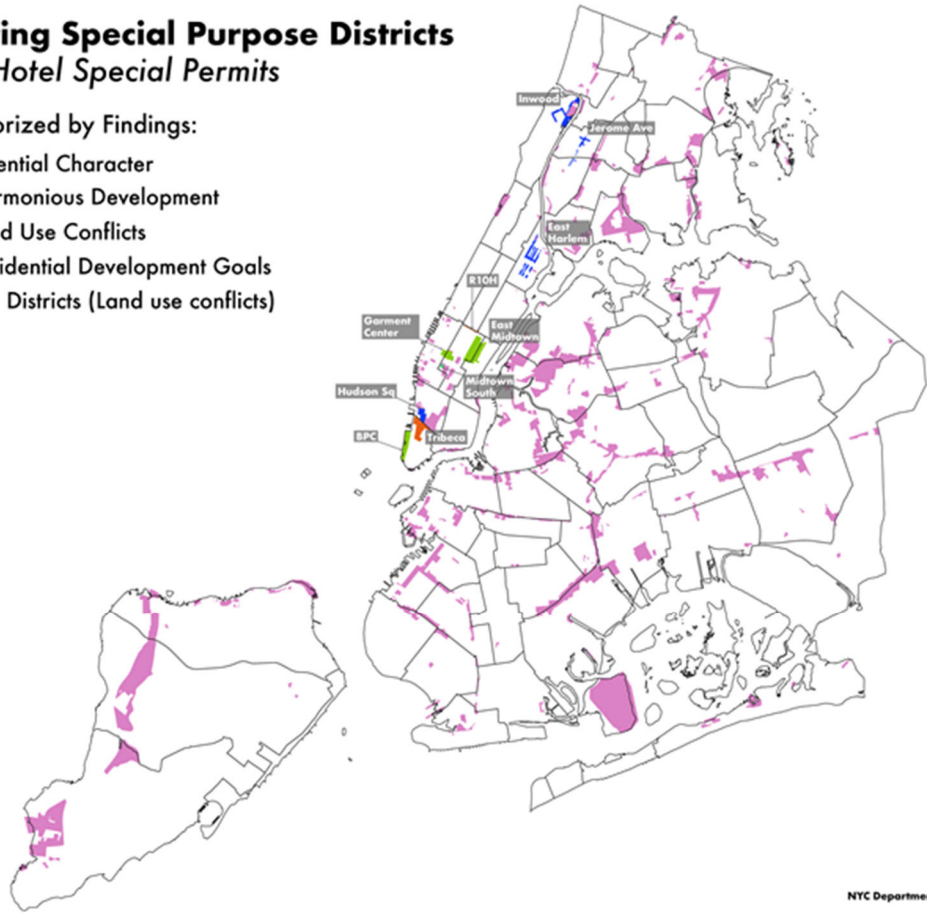 ing Special Purpose Districts
Hotel Special Permits
orized by Findings:
ential Character
rmonious Development
d Use Conflicts
idential Development Goals
Districts (Land use conflicts)
Inwood
Jerome Ave
East
Harlem
R10H
Garment
Center
East
Midtown
Midtown
South
Hudson Sq
BPC
Tribeca
NYC Departme